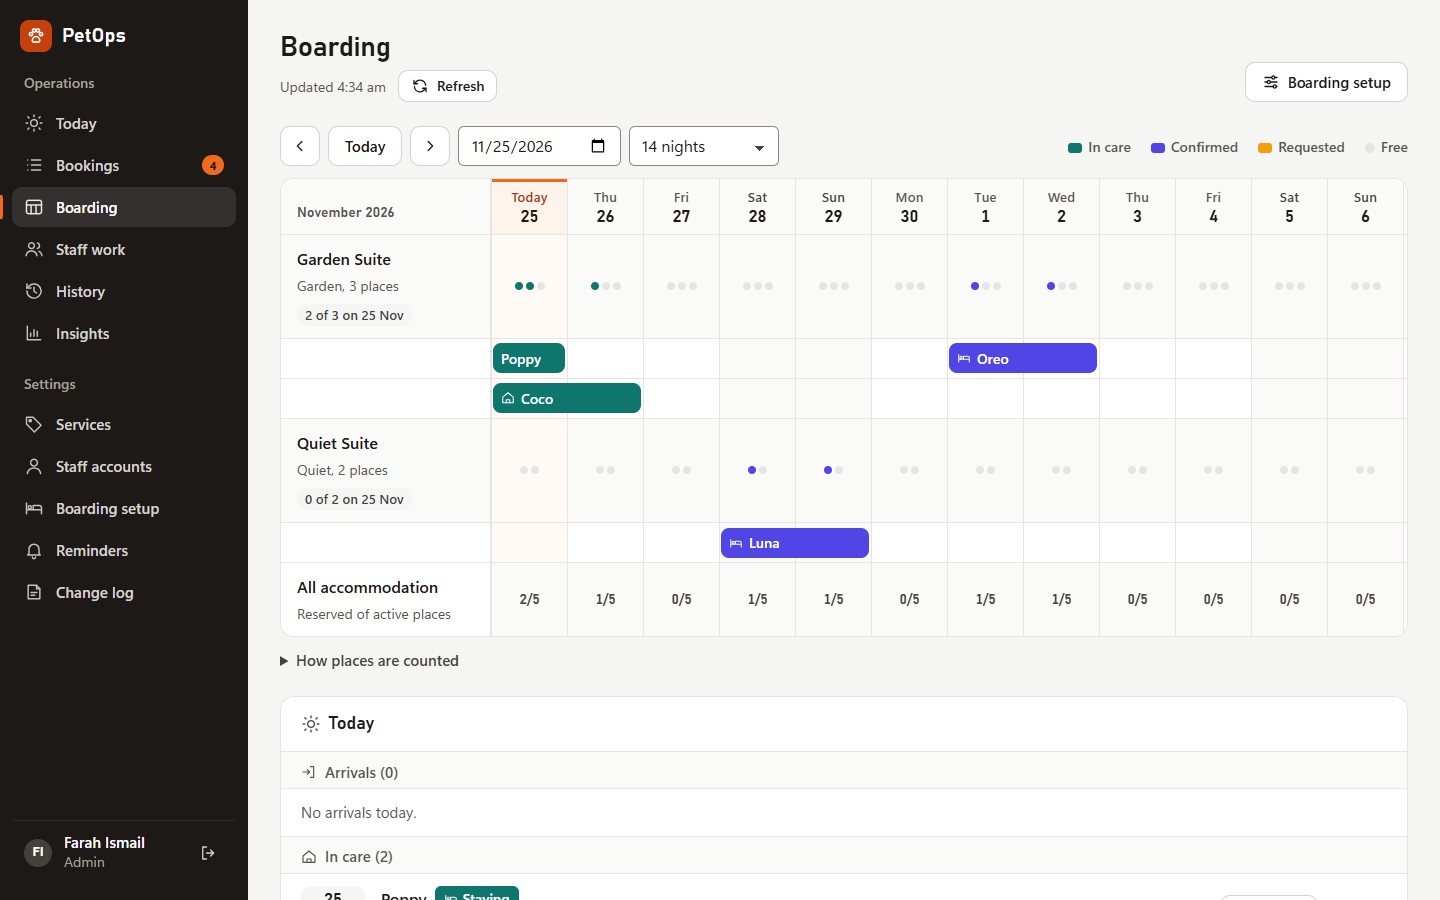 PetOps
Operations
Today
Bookings 4
Boarding
Staff work
History
Insights
Settings
Services
Staff accounts
Boarding setup
Reminders
Change log
FI
Farah Ismail
Admin
Boarding
Updated 4:34 am
Refresh
Boarding setup
Today
11/25/2026
14 nights
In care
Confirmed
Requested
Free
November 2026
Today 25
Thu 26
Fri 27
Sat 28
Sun 29
Mon 30
Tue 1
Wed 2
Thu 3
Fri 4
Sat 5
Sun 6
Garden Suite
Garden, 3 places
2 of 3 on 25 Nov
Poppy
Oreo
Coco
Quiet Suite
Quiet, 2 places
0 of 2 on 25 Nov
Luna
All accommodation
Reserved of active places
2/5 1/5 0/5 1/5 1/5 0/5 1/5 1/5 0/5 0/5 0/5 0/5
How places are counted
Today
Arrivals (0)
No arrivals today.
In care (2)
25 Poppy Staying